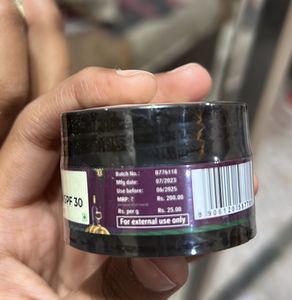 SPF 30
Batch No. : B776118
Mfg date: 07/2023
Use before: 06/2025
MRP: ₹ Rs. 200.00
Rs. per g Rs. 25.00
For external use only